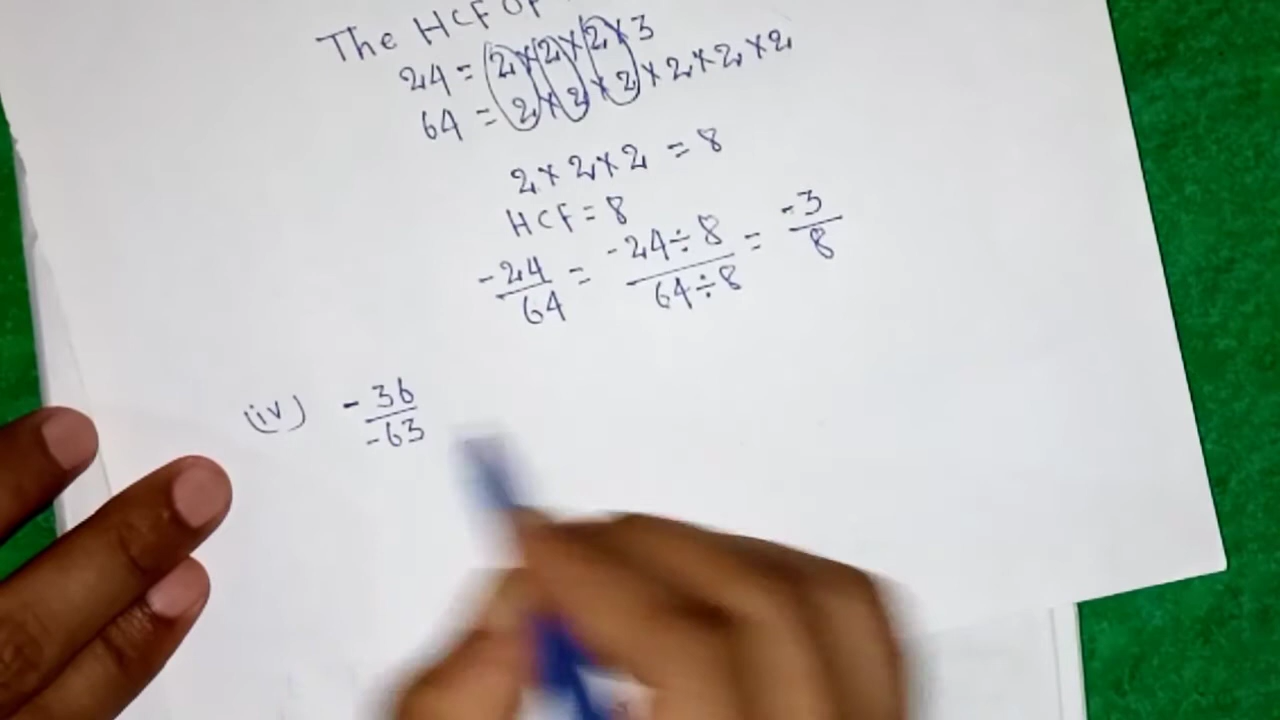 The HCF OF
24 = 2×2×2×3
64 = 2×2×2×2×2×2
2×2×2 = 8
HCF = 8
-24/64 = -24÷8/64÷8 = -3/8
(iv) -36/-63